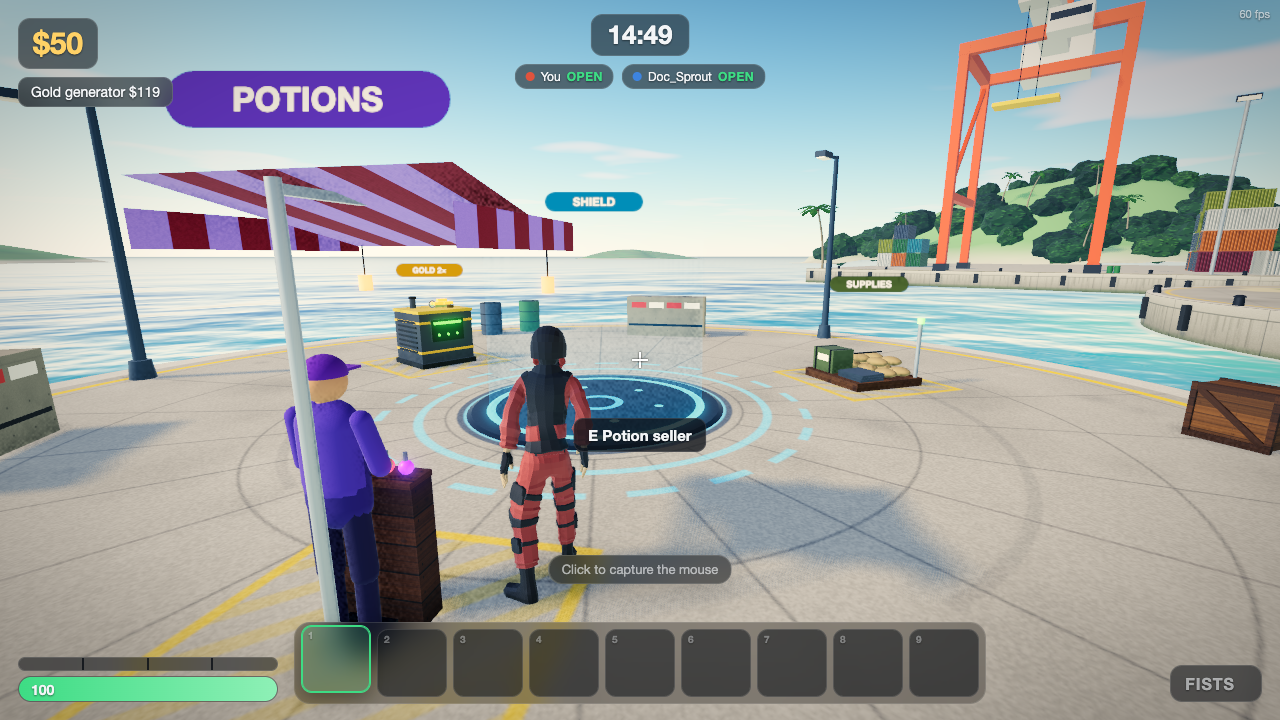 $50
14:49
60 fps
You OPEN
Doc_Sprout OPEN
Gold generator $119
POTIONS
SHIELD
GOLD 2x
SUPPLIES
E Potion seller
Click to capture the mouse
1 2 3 4 5 6 7 8 9
100
FISTS